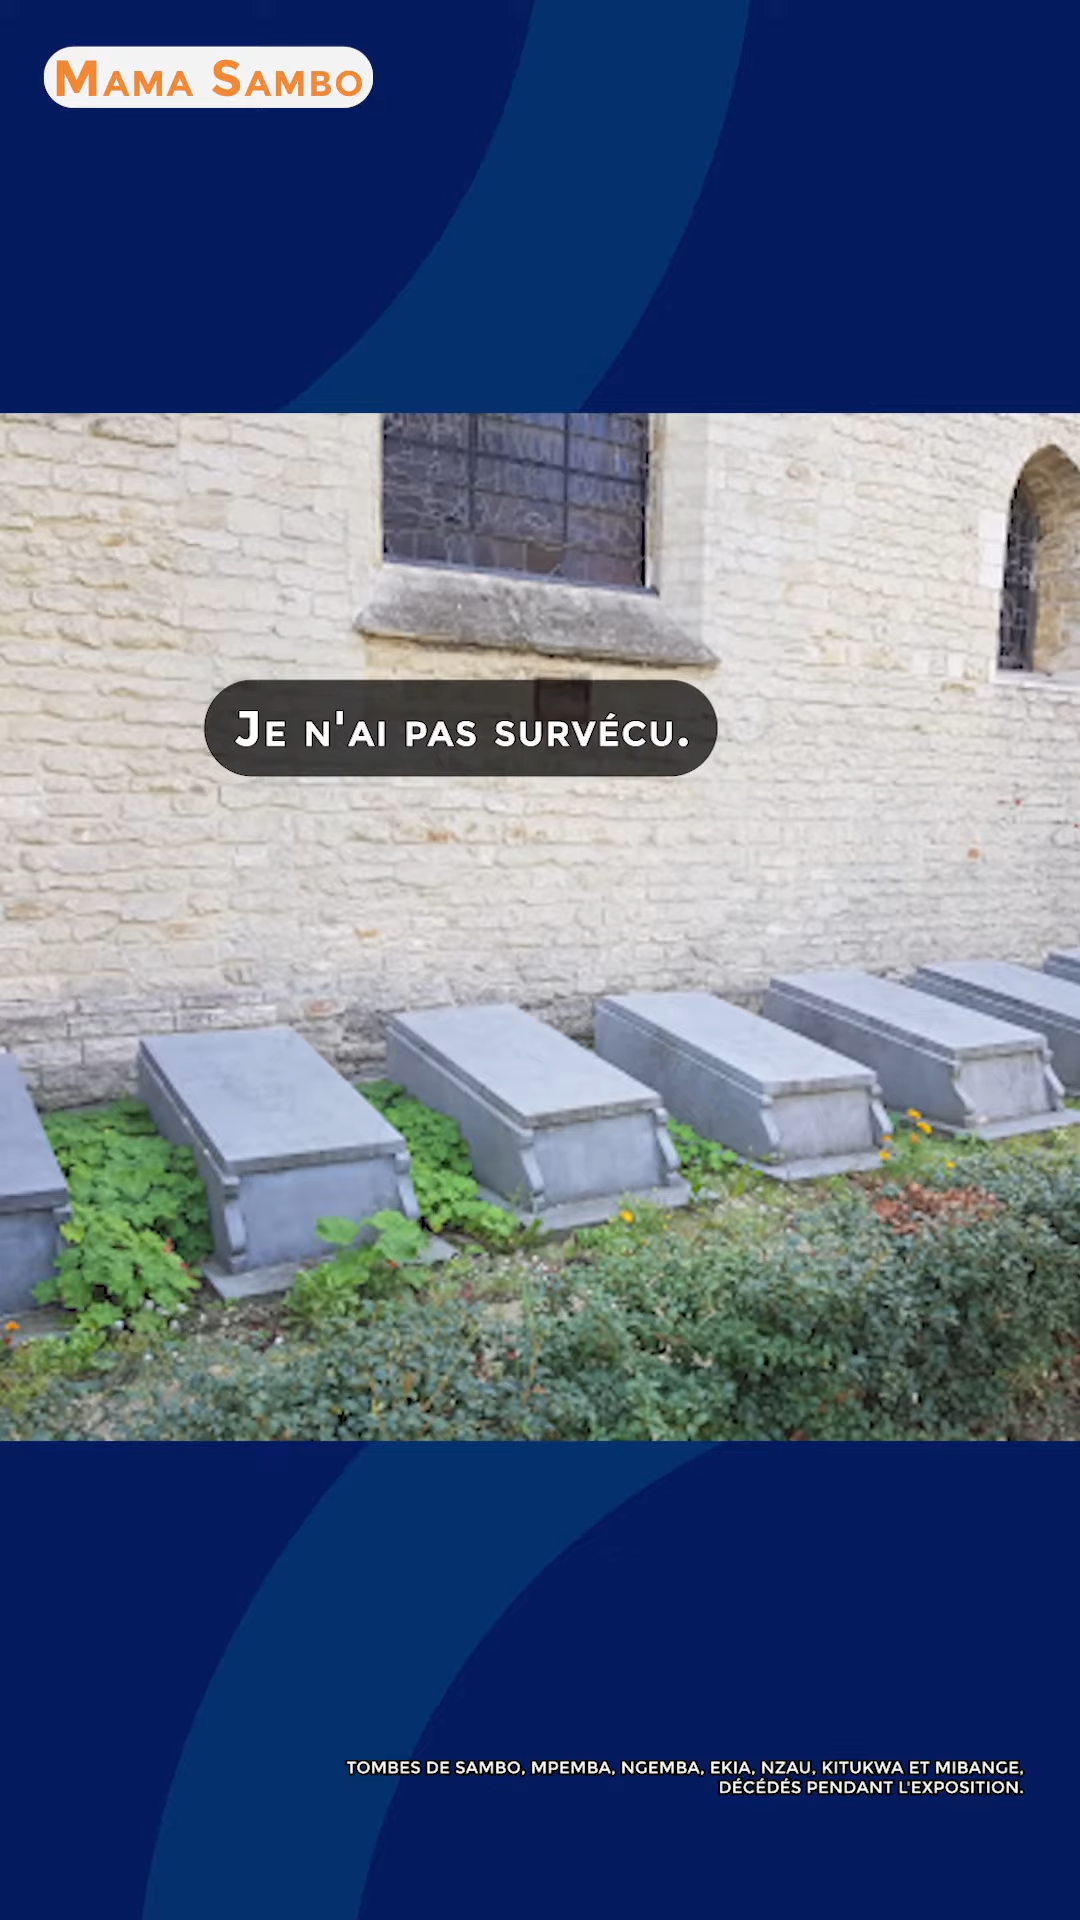 Mama Sambo
Je n'ai pas survécu.
TOMBES DE SAMBO, MPEMBA, NGEMBA, EKIA, NZAU, KITUKWA ET MIBANGE,
DÉCÉDÉS PENDANT L'EXPOSITION.